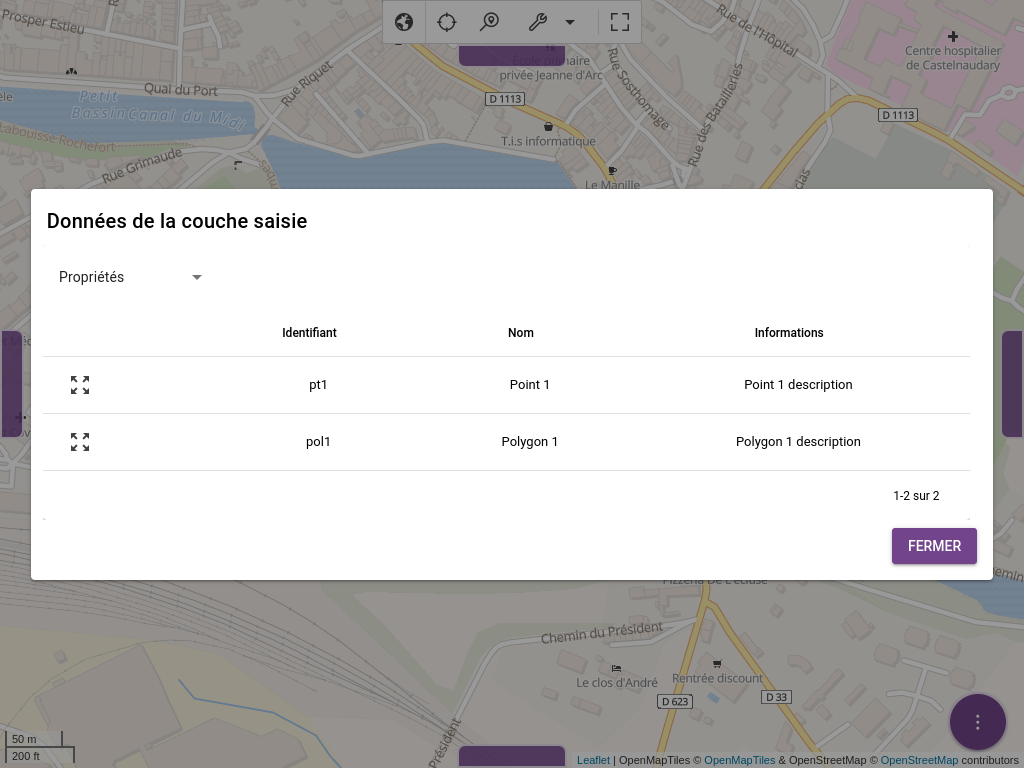 Prosper Estieu
Rue de l'Hôpital
Centre hospitalier
de Castelnaudary
École primaire
privée Jeanne d'Arc
Rue Sosthomage
Rue Riquet
Quai du Port
Petit
Bassin Canal du Midi
D 1113
D 1113
Rue des Batailleries
Labouisse Rochefort
T.i.s informatique
Rue Grimaude
Le Manille
Données de la couche saisie
Propriétés
Identifiant Nom Informations
pt1 Point 1 Point 1 description
pol1 Polygon 1 Polygon 1 description
1-2 sur 2
FERMER
Chemin du Président
Le clos d'André
Rentrée discount
D 623
D 33
Président
50 m
200 ft
Leaflet | OpenMapTiles © OpenMapTiles & OpenStreetMap © OpenStreetMap contributors